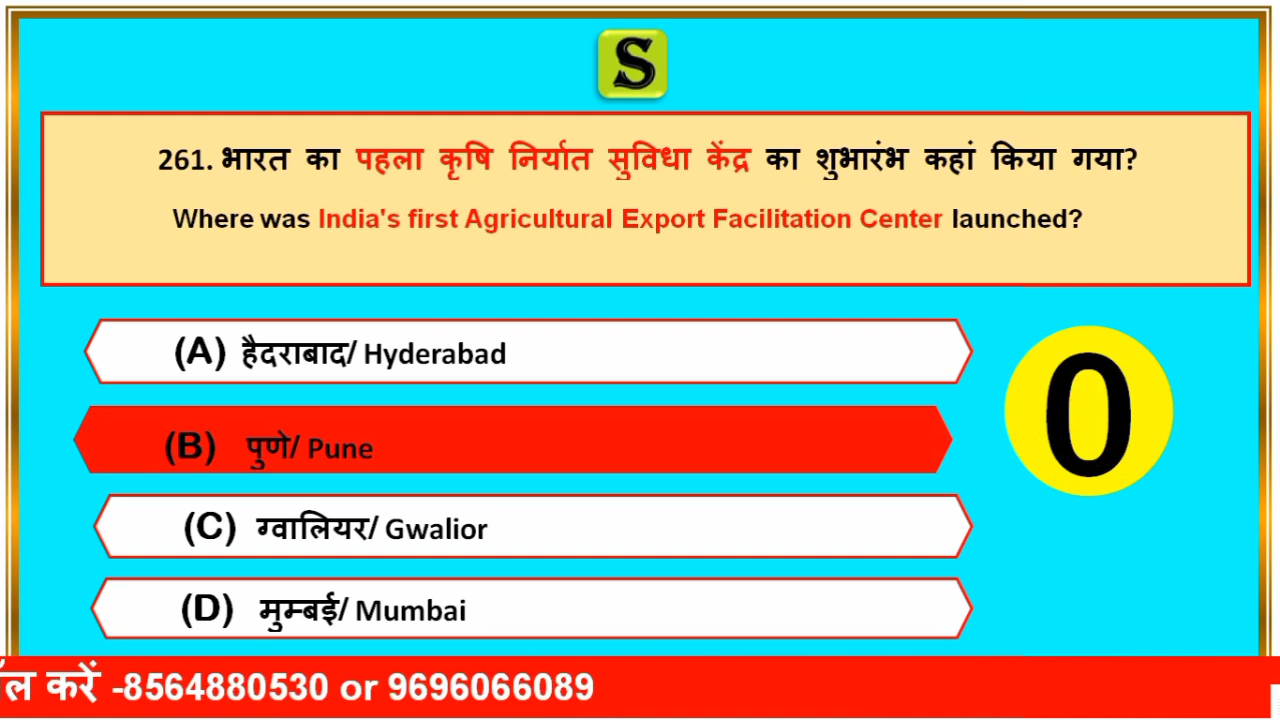 S
261. भारत का पहला कृषि निर्यात सुविधा केंद्र का शुभारंभ कहां किया गया?
Where was India's first Agricultural Export Facilitation Center launched?
(A) हैदराबाद/ Hyderabad
(B) पुणे/ Pune
(C) ग्वालियर/ Gwalior
(D) मुम्बई/ Mumbai
0
करें -8564880530 or 9696066089